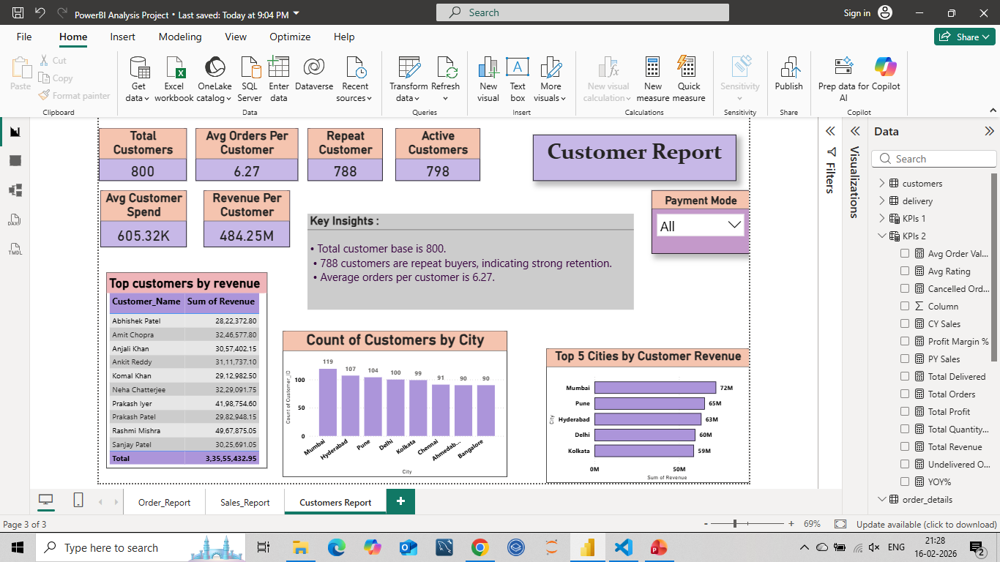 PowerBI Analysis Project • Last saved: Today at 9:04 PM
Search
Sign in
File
Home
Insert
Modeling
View
Optimize
Help
Share
Paste
Cut
Copy
Format painter
Clipboard
Get data
Excel workbook
OneLake catalog
SQL Server
Enter data
Dataverse
Recent sources
Data
Transform data
Refresh
Queries
New visual
Text box
More visuals
Insert
New visual calculation
New measure
Quick measure
Calculations
Sensitivity
Sensitivity
Publish
Share
Prep data for AI
Copilot
Copilot
DAX
TMDL
Total Customers
800
Avg Orders Per Customer
6.27
Repeat Customer
788
Active Customers
798
Customer Report
Avg Customer Spend
605.32K
Revenue Per Customer
484.25M
Key Insights :
• Total customer base is 800.
• 788 customers are repeat buyers, indicating strong retention.
• Average orders per customer is 6.27.
Payment Mode
All
Top customers by revenue
Customer_Name Sum of Revenue
Abhishek Patel 28,22,372.80
Amit Chopra 32,46,577.80
Anjali Khan 30,57,402.15
Ankit Reddy 31,11,737.10
Komal Khan 29,12,982.50
Neha Chatterjee 32,29,091.75
Prakash Iyer 41,98,754.60
Prakash Patel 29,82,948.15
Rashmi Mishra 49,67,875.05
Sanjay Patel 30,25,691.05
Total 3,35,55,432.95
Count of Customers by City
Count of Customer_ID
100
50
0
119
107
104
100
99
91
90
90
Mumbai
Hyderabad
Pune
Delhi
Kolkata
Chennai
Ahmedab...
Bangalore
City
Top 5 Cities by Customer Revenue
City
Mumbai 72M
Pune 65M
Hyderabad 63M
Delhi 60M
Kolkata 59M
0M 50M
Sum of Revenue
Filters
Visualizations
Data
Search
customers
delivery
KPIs 1
KPIs 2
Avg Order Val...
Avg Rating
Cancelled Ord...
Column
CY Sales
Profit Margin %
PY Sales
Total Delivered
Total Orders
Total Profit
Total Quantity...
Total Revenue
Undelivered O...
YOY%
order_details
Order_Report
Sales_Report
Customers Report
Page 3 of 3
- + 69%
Update available (click to download)
Type here to search
ENG
21:28
16-02-2026
2